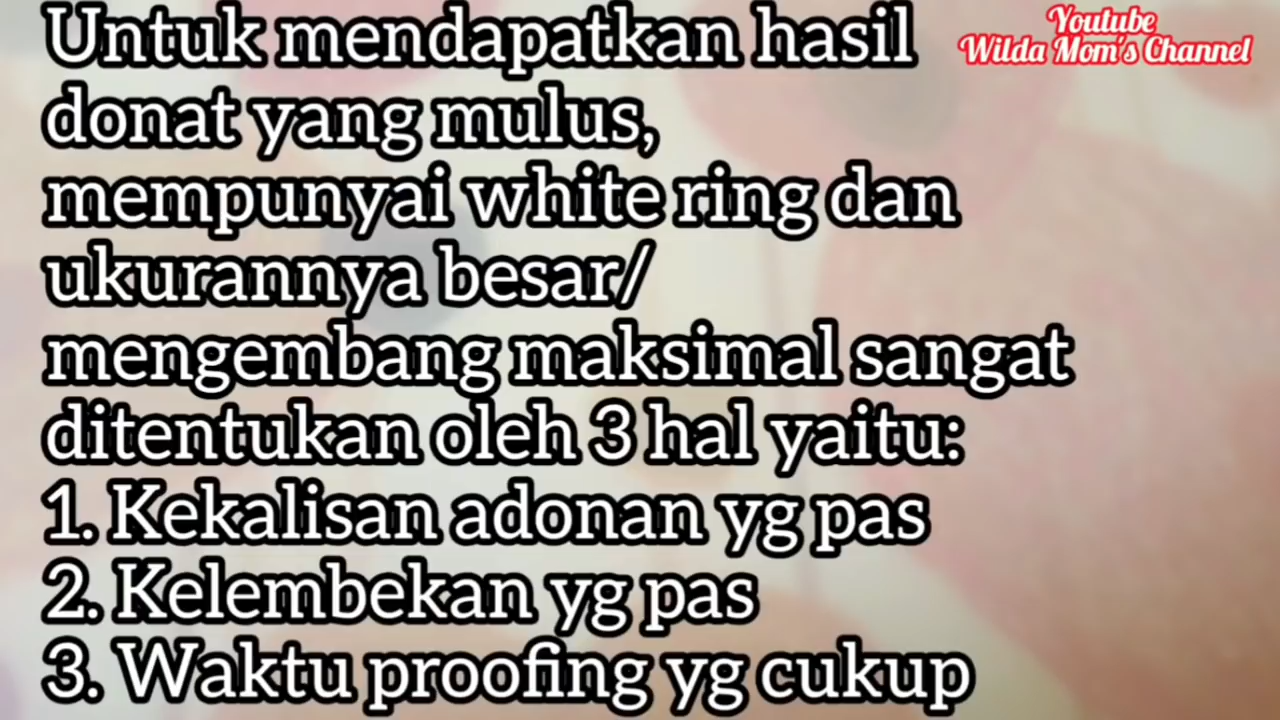 Untuk mendapatkan hasil
donat yang mulus,
mempunyai white ring dan
ukurannya besar/
mengembang maksimal sangat
ditentukan oleh 3 hal yaitu:
1. Kekalisan adonan yg pas
2. Kelembekan yg pas
3. Waktu proofing yg cukup
Youtube
Wilda Mom's Channel